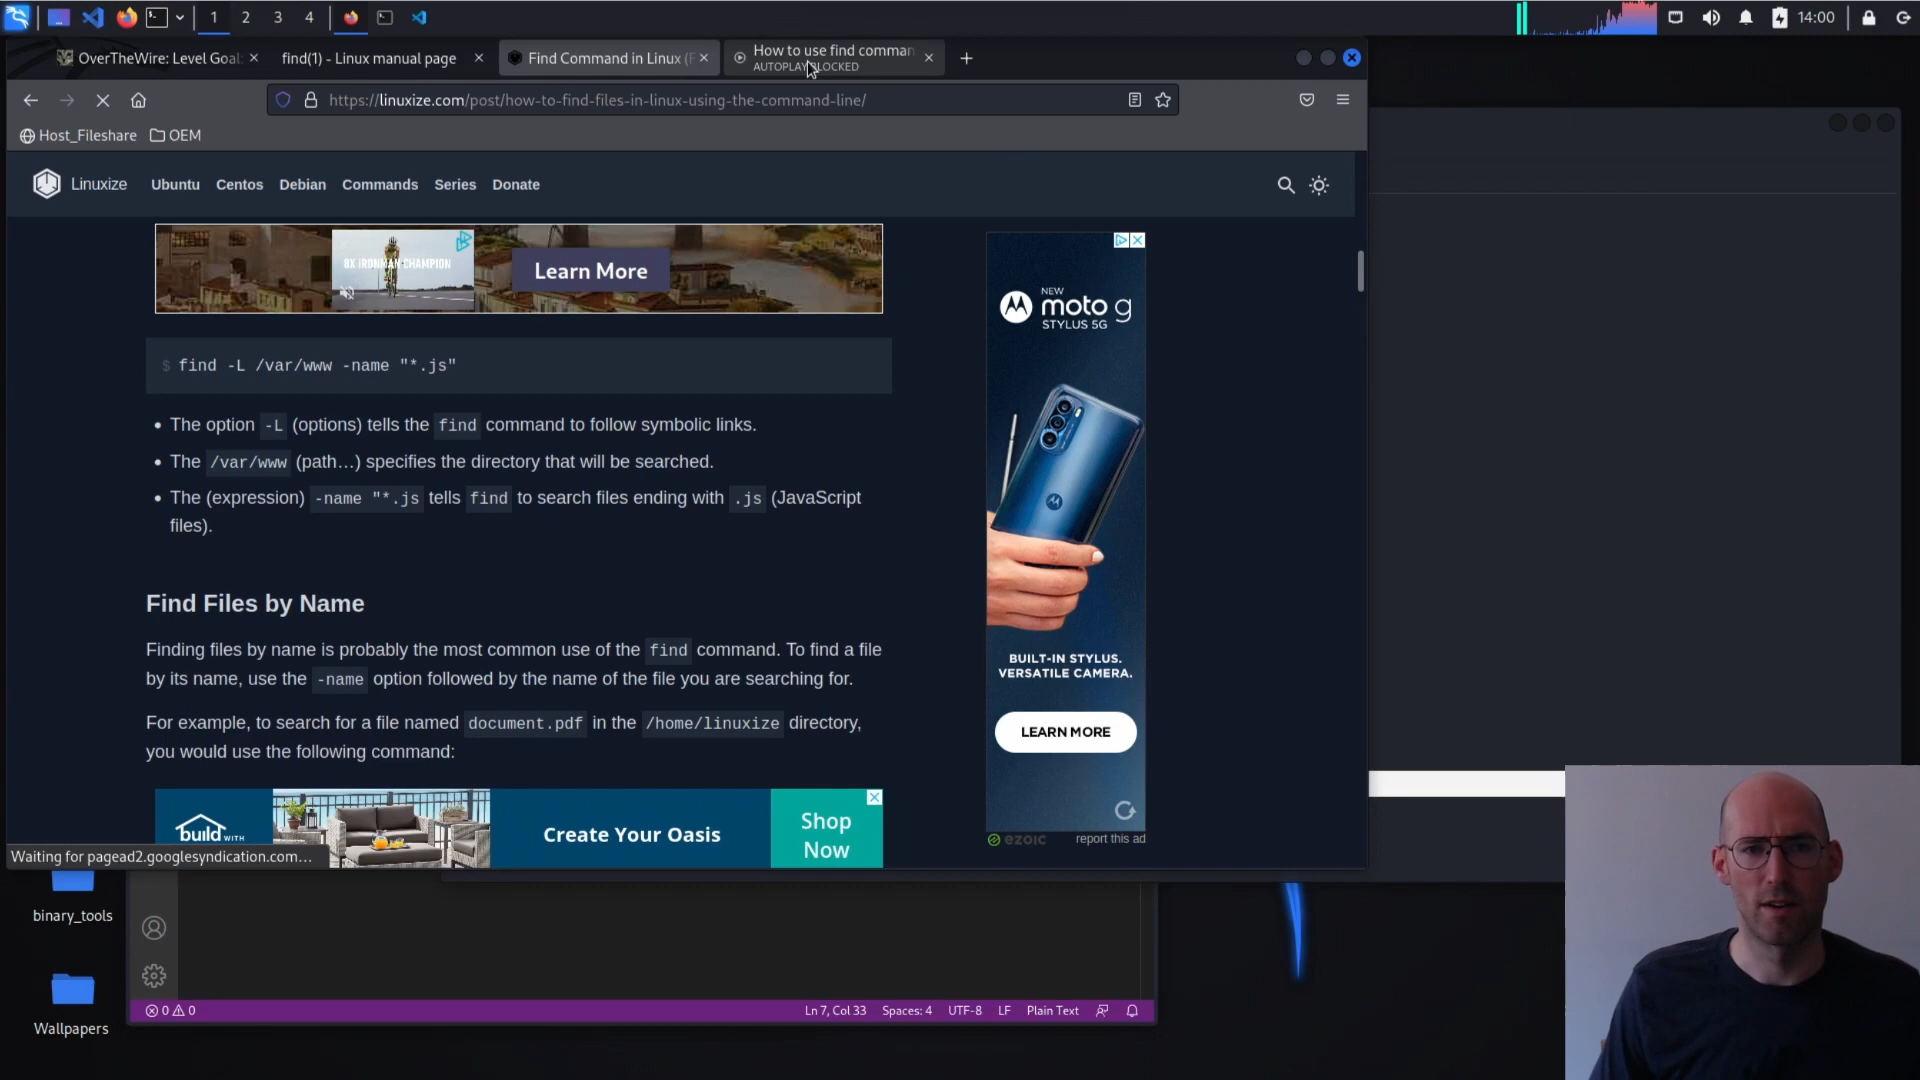 1 2 3 4
14:00
OverTheWire: Level Goal:
find(1) - Linux manual page
Find Command in Linux (F
How to use find comman
AUTOPLAY BLOCKED
https://linuxize.com/post/how-to-find-files-in-linux-using-the-command-line/
Host_Fileshare OEM
Linuxize Ubuntu Centos Debian Commands Series Donate
8X IRONMAN CHAMPION
Learn More
$ find -L /var/www -name "*.js"
• The option -L (options) tells the find command to follow symbolic links.
• The /var/www (path…) specifies the directory that will be searched.
• The (expression) -name "*.js tells find to search files ending with .js (JavaScript
files).
Find Files by Name
Finding files by name is probably the most common use of the find command. To find a file
by its name, use the -name option followed by the name of the file you are searching for.
For example, to search for a file named document.pdf in the /home/linuxize directory,
you would use the following command:
build WITH
Create Your Oasis
Shop
Now
NEW
moto g
STYLUS 5G
BUILT-IN STYLUS.
VERSATILE CAMERA.
LEARN MORE
ezoic report this ad
Waiting for pagead2.googlesyndication.com…
binary_tools
Wallpapers
0 0
Ln 7, Col 33 Spaces: 4 UTF-8 LF Plain Text